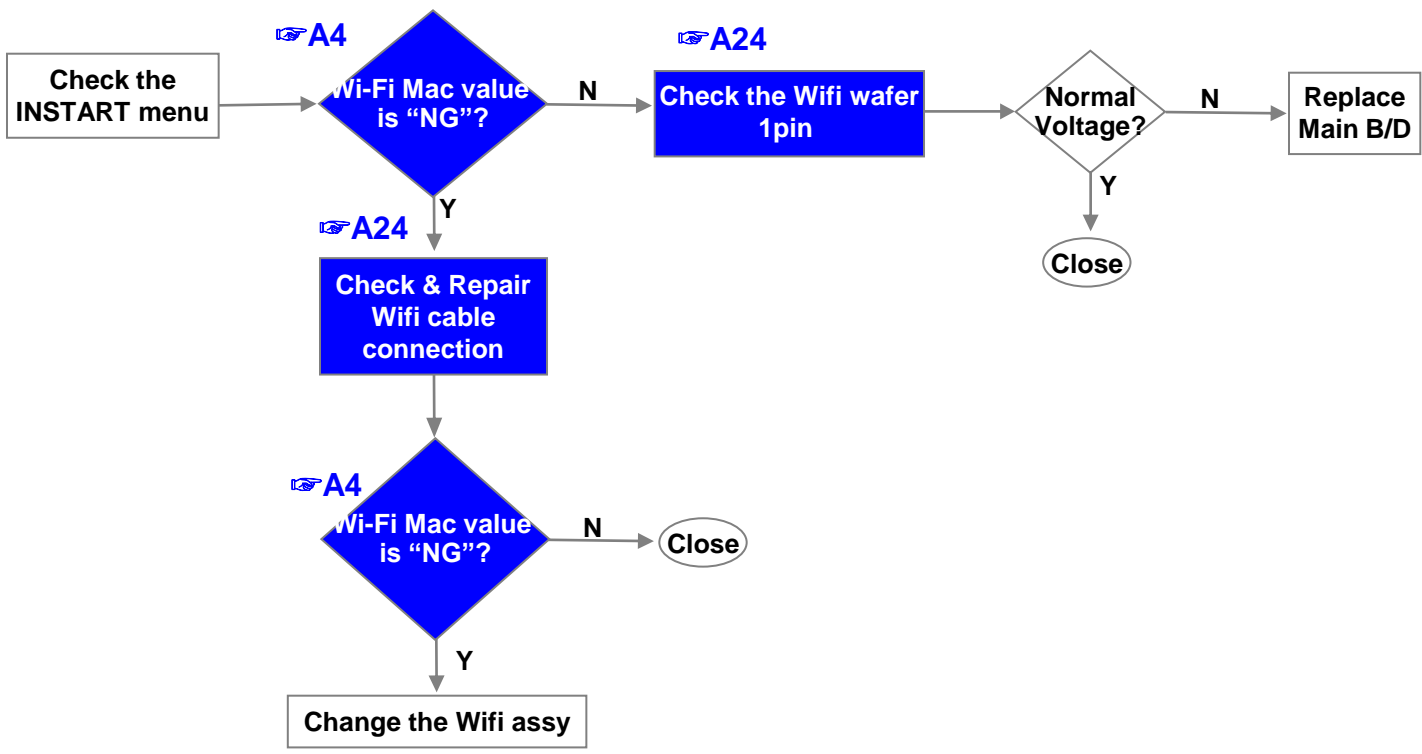 ☞A4
☞A24
Check the
INSTART menu
Wi-Fi Mac value
is “NG”?
N
Check the Wifi wafer
1pin
Normal
Voltage?
N
Replace
Main B/D
Y
Y
☞A24
Close
Check & Repair
Wifi cable
connection
☞A4
Wi-Fi Mac value
is “NG”?
N
Close
Y
Change the Wifi assy